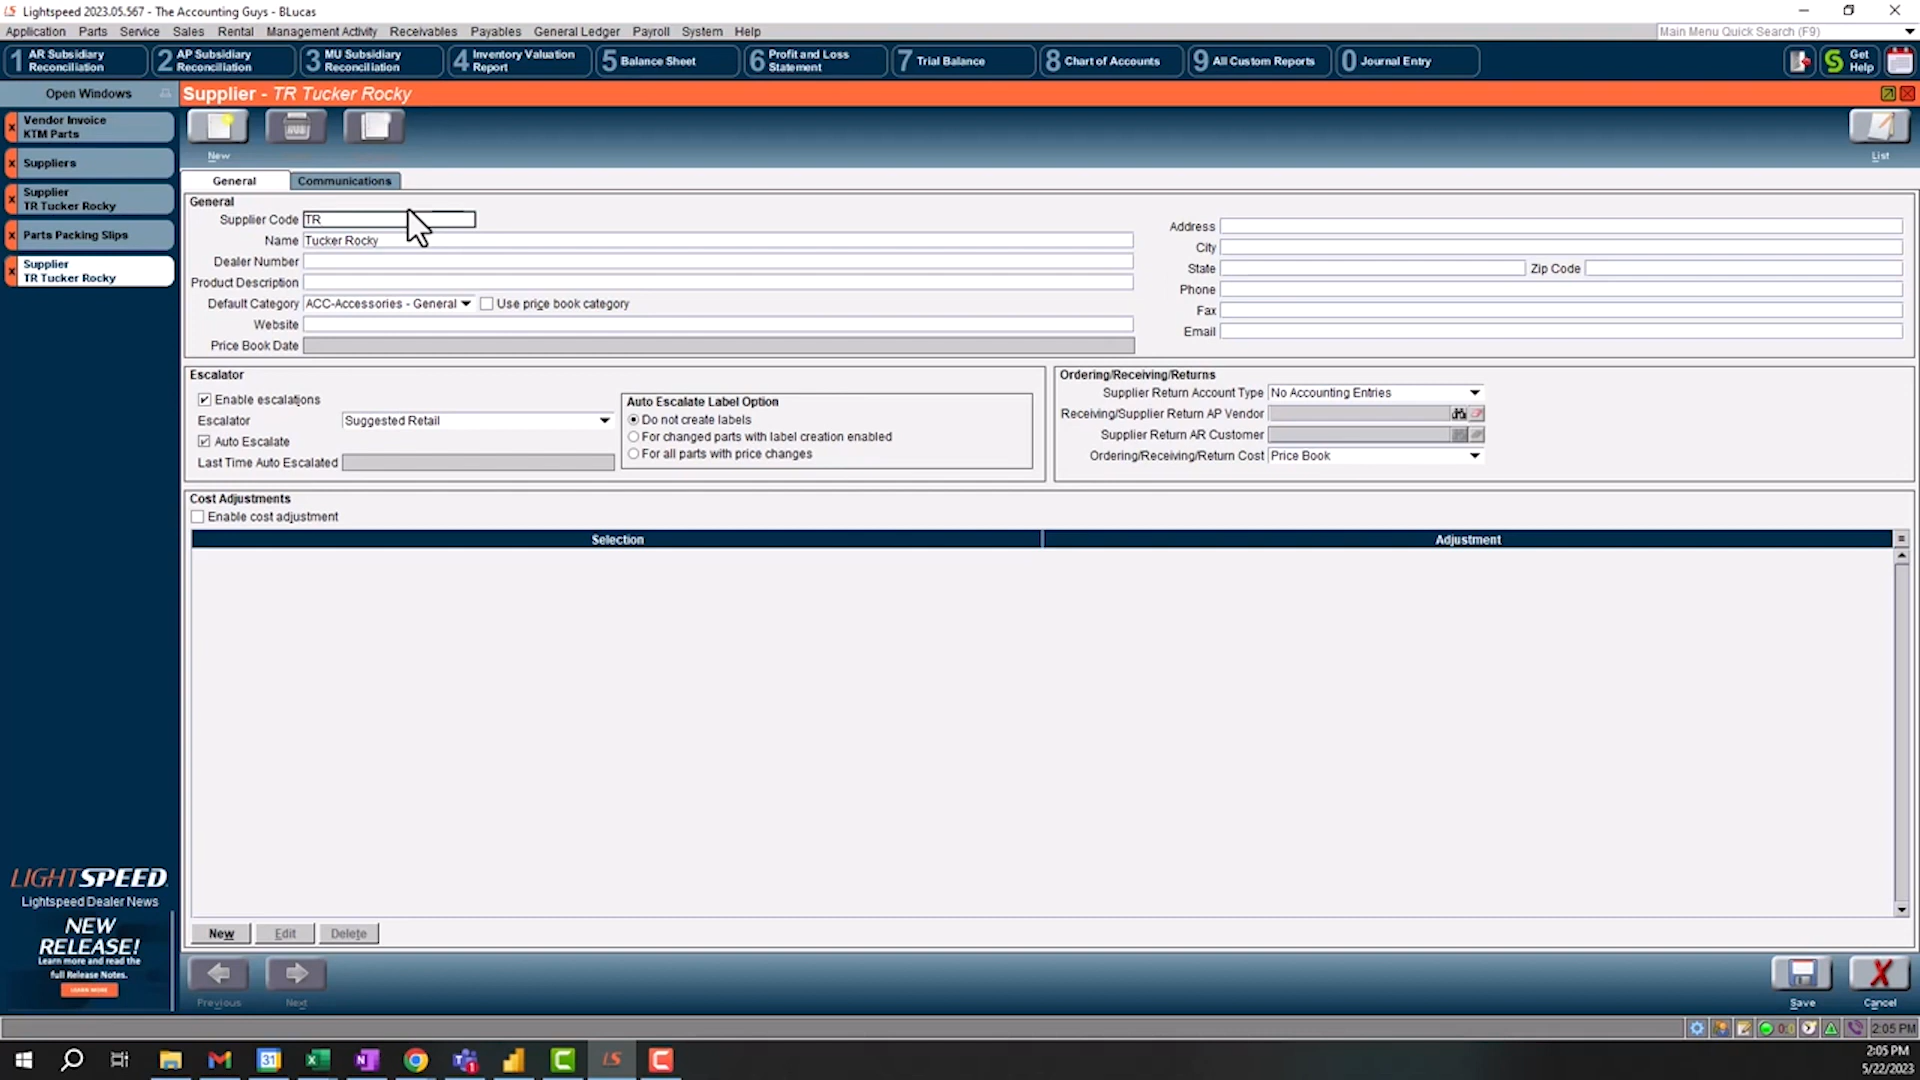 Lightspeed 2023.05.567 - The Accounting Guys - BLucas
Application Parts Service Sales Rental Management Activity Receivables Payables General Ledger Payroll System Help
Main Menu Quick Search (F9)
1 AR Subsidiary Reconciliation
2 AP Subsidiary Reconciliation
3 MU Subsidiary Reconciliation
4 Inventory Valuation Report
5 Balance Sheet
6 Profit and Loss Statement
7 Trial Balance
8 Chart of Accounts
9 All Custom Reports
0 Journal Entry
Get Help
Open Windows
Vendor Invoice
KTM Parts
Suppliers
Supplier
TR Tucker Rocky
Parts Packing Slips
Supplier
TR Tucker Rocky
Supplier - TR Tucker Rocky
New
List
General
Communications
General
Supplier Code TR
Name Tucker Rocky
Dealer Number
Product Description
Default Category ACC-Accessories - General Use price book category
Website
Price Book Date
Address
City
State Zip Code
Phone
Fax
Email
Escalator
Enable escalations
Escalator Suggested Retail
Auto Escalate
Last Time Auto Escalated
Auto Escalate Label Option
Do not create labels
For changed parts with label creation enabled
For all parts with price changes
Ordering/Receiving/Returns
Supplier Return Account Type No Accounting Entries
Receiving/Supplier Return AP Vendor
Supplier Return AR Customer
Ordering/Receiving/Return Cost Price Book
Cost Adjustments
Enable cost adjustment
Selection Adjustment
New Edit Delete
Previous Next
Save Cancel
LIGHTSPEED
Lightspeed Dealer News
NEW
RELEASE!
Learn more and read the
full Release Notes.
LEARN MORE
2:05 PM
2:05 PM
5/22/2023